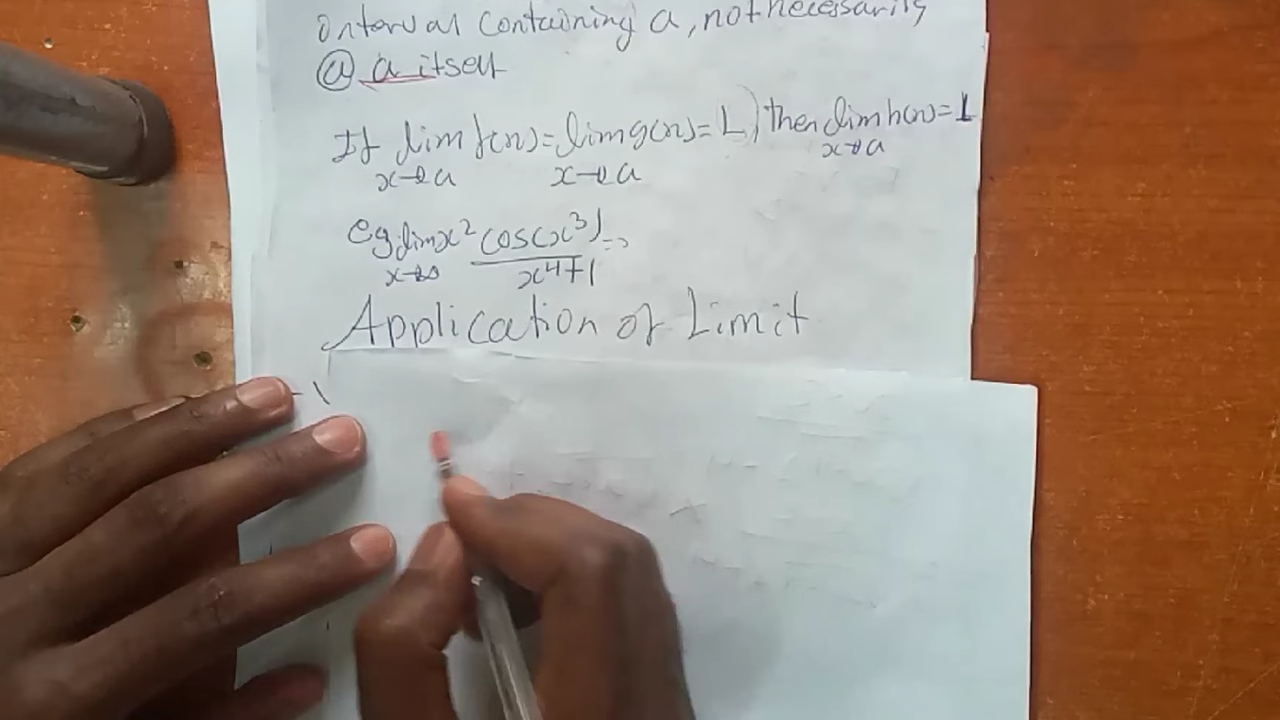 interval containing a, not necessarily
@ a itself
If lim f(x) = lim g(x) = L, then lim h(x) = L
x→a x→a x→a
eg lim x² cos(x³) =>
x→∞ x⁴+1
Application of Limit